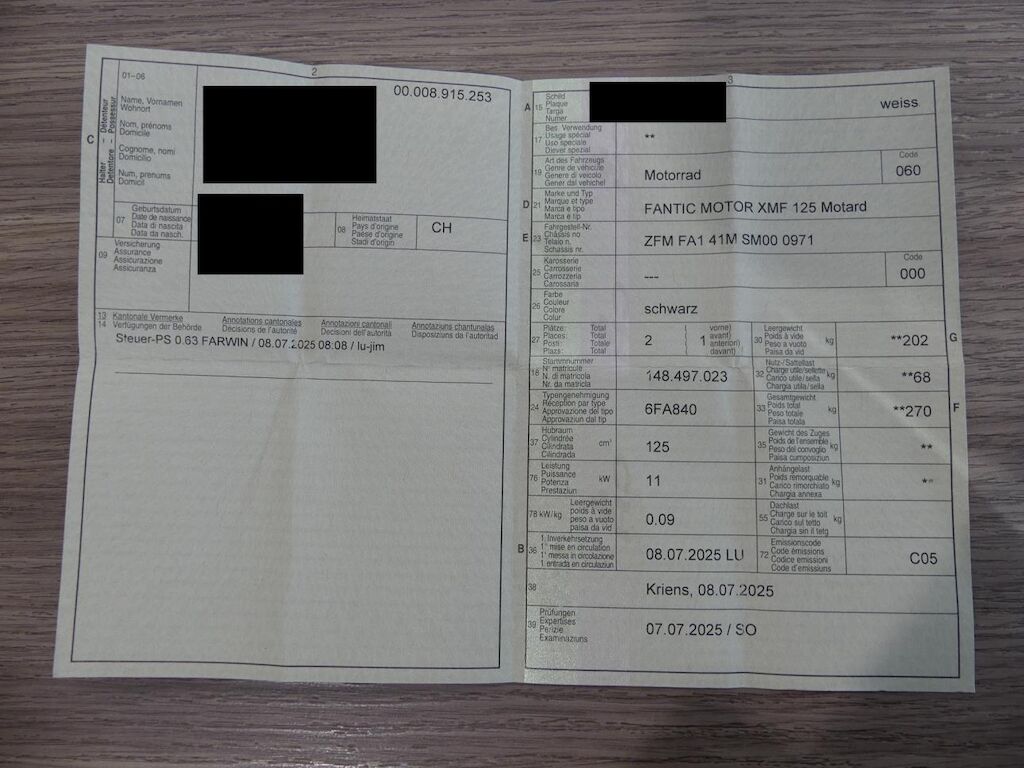 2
01–06
Halter – Détenteur
Detentore – Possessur
Name, Vornamen
Wohnort
Nom, prénoms
Domicile
Cognome, nomi
Domicilio
Num, prenums
Domicil
C
00.008.915.253
07
Geburtsdatum
Date de naissance
Data di nascita
Data da nasch.
08
Heimatstaat
Pays d'origine
Paese d'origine
Stadi d'origin
CH
09
Versicherung
Assurance
Assicurazione
Assicuranza
13
14
Kantonale Vermerke
Verfügungen der Behörde
Annotations cantonales
Décisions de l'autorité
Annotazioni cantonali
Decisioni dell'autorità
Annotaziuns chantunalas
Disposiziuns da l'autoritad
Steuer-PS 0.63 FARWIN / 08.07.2025 08:08 / lu-jim
3
A
15
Schild
Plaque
Targa
Numer
weiss
17
Bes. Verwendung
Usage spécial
Uso speciale
Diever spezial
**
19
Art des Fahrzeugs
Genre de véhicule
Genere di veicolo
Gener dal vehichel
Motorrad
Code
060
D
21
Marke und Typ
Marque et type
Marca e tipo
Marca e tip
FANTIC MOTOR XMF 125 Motard
E
23
Fahrgestell-Nr.
Châssis no
Telaio n.
Schassis nr.
ZFM FA1 41M SM00 0971
25
Karosserie
Carrosserie
Carrozzeria
Carossaria
---
Code
000
26
Farbe
Couleur
Colore
Colur
schwarz
27
Plätze: Total
Places: Total
Posti: Totale
Plazs: Total
2
( 1
vorne)
avant)
anteriori)
davant)
30
Leergewicht
Poids à vide
Peso a vuoto
Paisa da vid
kg
**202
G
18
Stammnummer
N° matricule
N. di matricola
Nr. da matricla
148.497.023
32
Nutz-/Sattellast
Charge utile/sellette
Carico utile/sella
Chargia utila/sella
kg
**68
24
Typengenehmigung
Réception par type
Approvazione del tipo
Approvaziun dal tip
6FA840
33
Gesamtgewicht
Poids total
Peso totale
Paisa totala
kg
**270
F
37
Hubraum
Cylindrée
Cilindrata
Cilindrada
cm³
125
35
Gewicht des Zuges
Poids de l'ensemble
Peso del convoglio
Paisa cumposiziun
kg
**
76
Leistung
Puissance
Potenza
Prestaziun
kW
11
31
Anhängelast
Poids remorquable
Carico rimorchiato
Chargia annexa
kg
**
78 kW/kg
Leergewicht
poids à vide
peso a vuoto
paisa da vid
0.09
55
Dachlast
Charge sur le toit
Carico sul tetto
Chargia sin il tetg
kg
B
36
1. Inverkehrsetzung
1re mise en circulation
1a messa in circolazione
1 entrada en circulaziun
08.07.2025 LU
72
Emissionscode
Code émissions
Codice emissioni
Code d'emissiuns
C05
38
Kriens, 08.07.2025
39
Prüfungen
Expertises
Perizie
Examinaziuns
07.07.2025 / SO